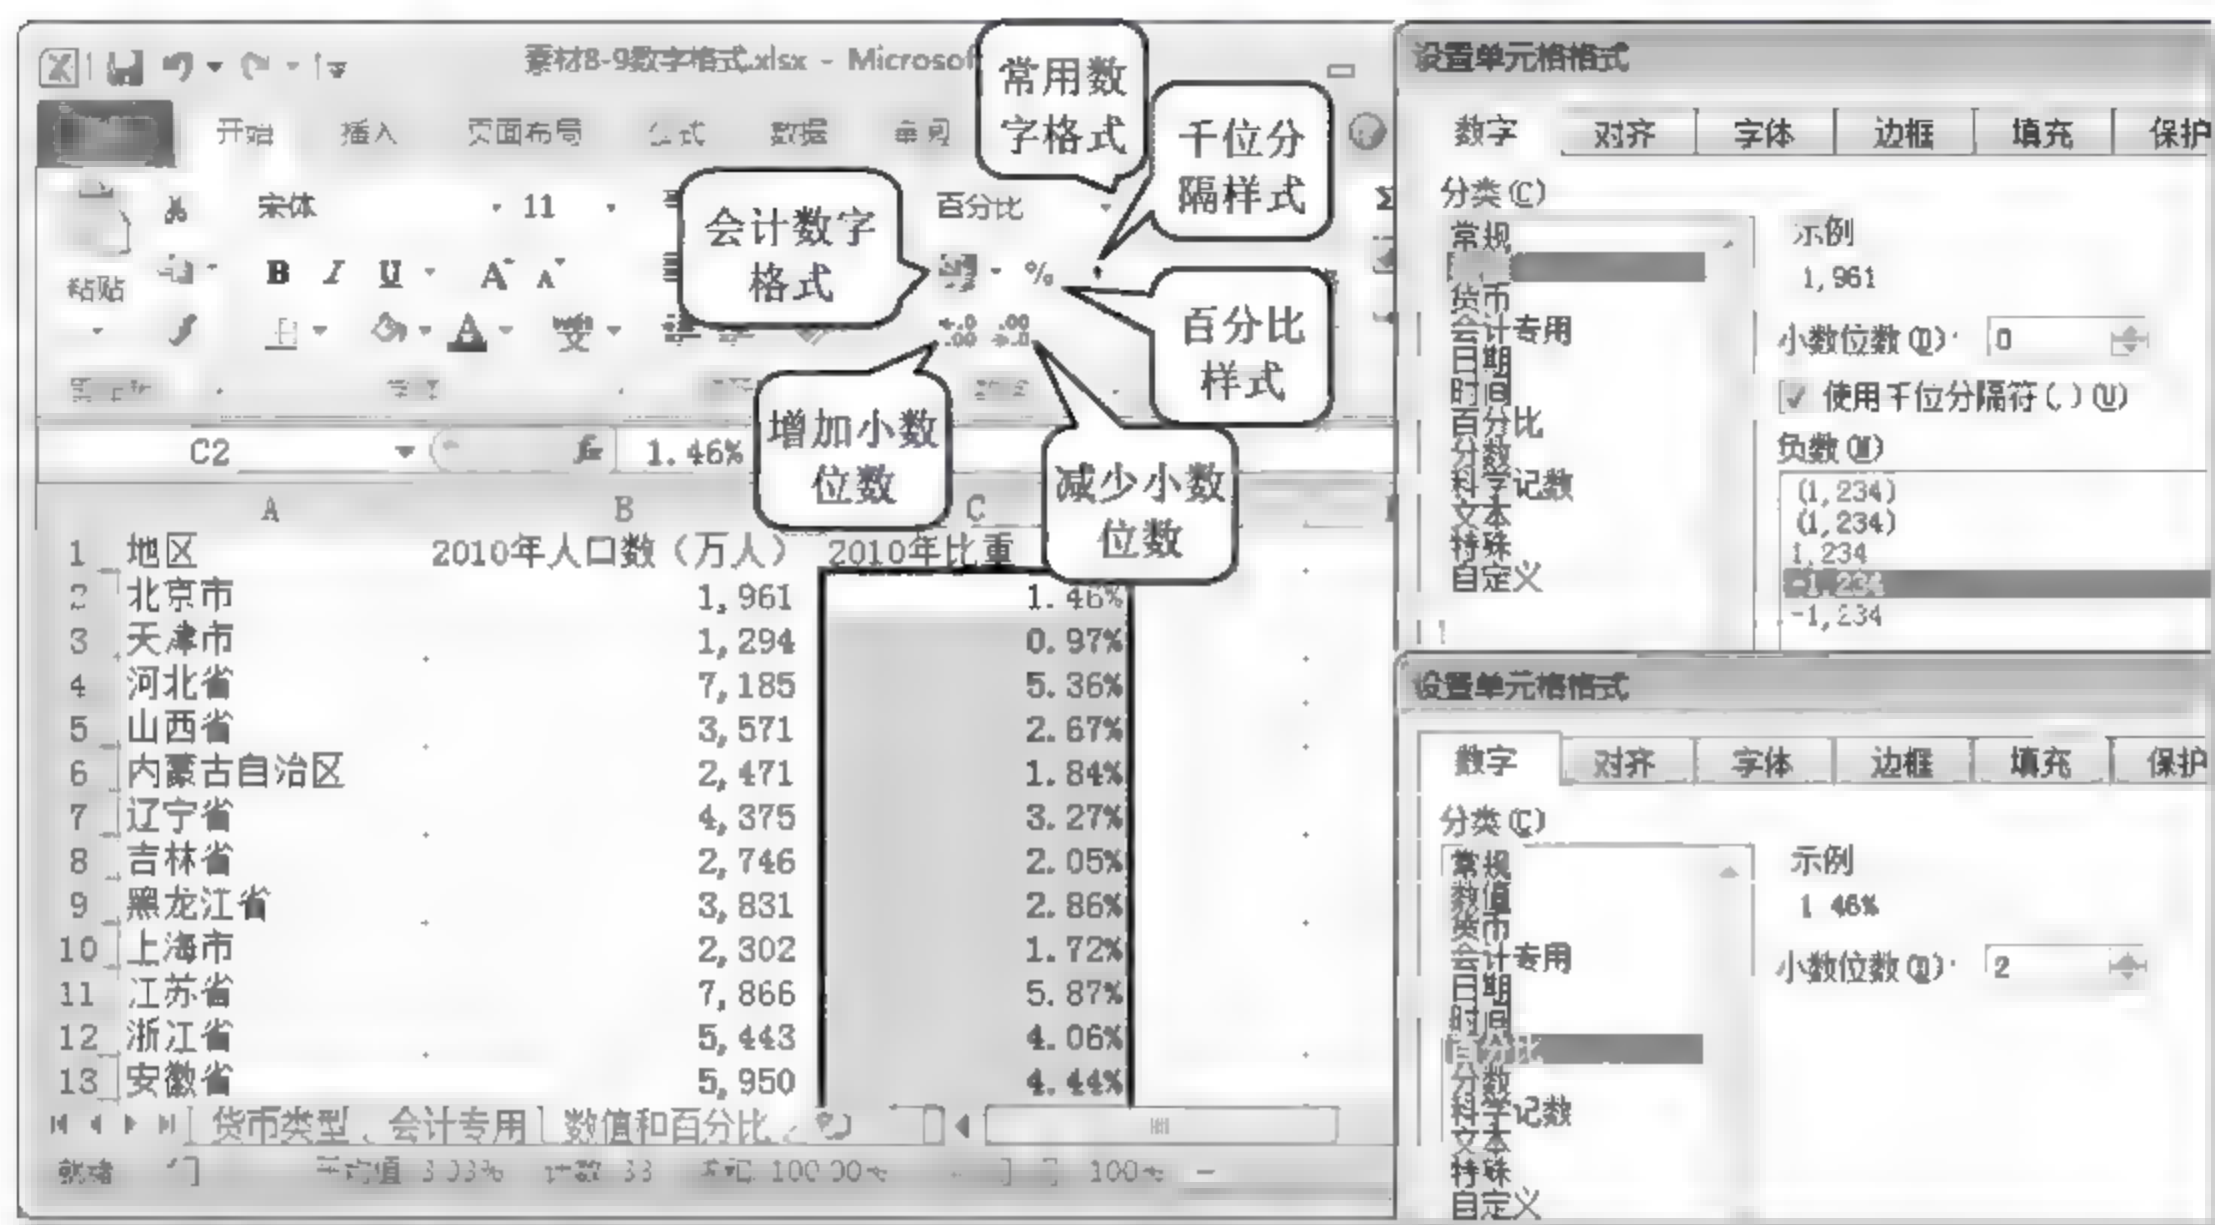 素材8-9数字格式.xlsx - Microsof
常用数
字格式
千位分
隔样式
会计数字
格式
百分比
样式
增加小数
位数
减少小数
位数
开始 插入 页面布局 公式 数据 审阅
宋体 11 百分比
粘贴 B I U A A %
C2 fx 1.46%
A B C
1 地区 2010年人口数（万人） 2010年比重
2 北京市 1,961 1.46%
3 天津市 1,294 0.97%
4 河北省 7,185 5.36%
5 山西省 3,571 2.67%
6 内蒙古自治区 2,471 1.84%
7 辽宁省 4,375 3.27%
8 吉林省 2,746 2.05%
9 黑龙江省 3,831 2.86%
10 上海市 2,302 1.72%
11 江苏省 7,866 5.87%
12 浙江省 5,443 4.06%
13 安徽省 5,950 4.44%
货币类型 会计专用 数值和百分比
就绪 平均值 3.03% 计数 33 100.00% 100%
设置单元格格式
数字 对齐 字体 边框 填充 保护
分类(C)
常规
货币
会计专用
日期
时间
百分比
分数
科学记数
文本
特殊
自定义
示例
1,961
小数位数(D): 0
使用千位分隔符(,)(U)
负数(N)
(1,234)
(1,234)
1,234
-1,234
-1,234
设置单元格格式
数字 对齐 字体 边框 填充 保护
分类(C)
常规
数值
货币
会计专用
日期
时间
百分比
分数
科学记数
文本
特殊
自定义
示例
1.46%
小数位数(D): 2